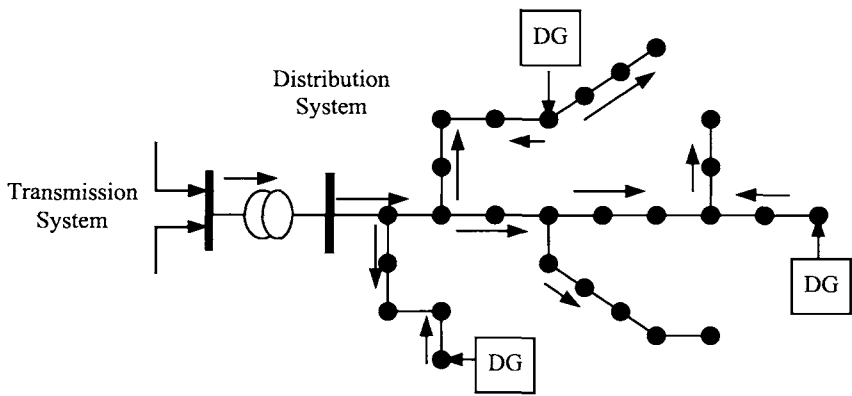 DG
Distribution
System
Transmission
System
DG
DG